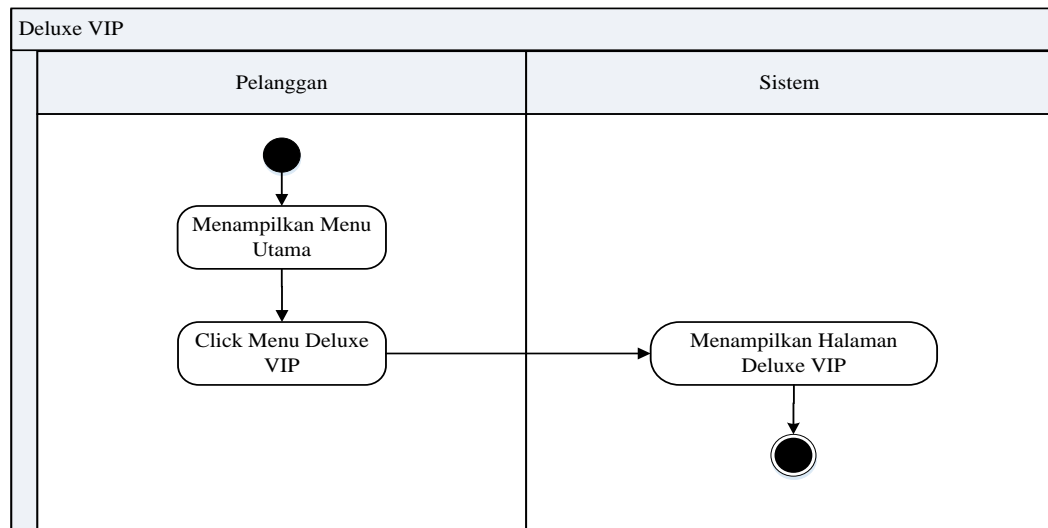 Deluxe VIP
Pelanggan
Sistem
Menampilkan Menu
Utama
Click Menu Deluxe
VIP
Menampilkan Halaman
Deluxe VIP